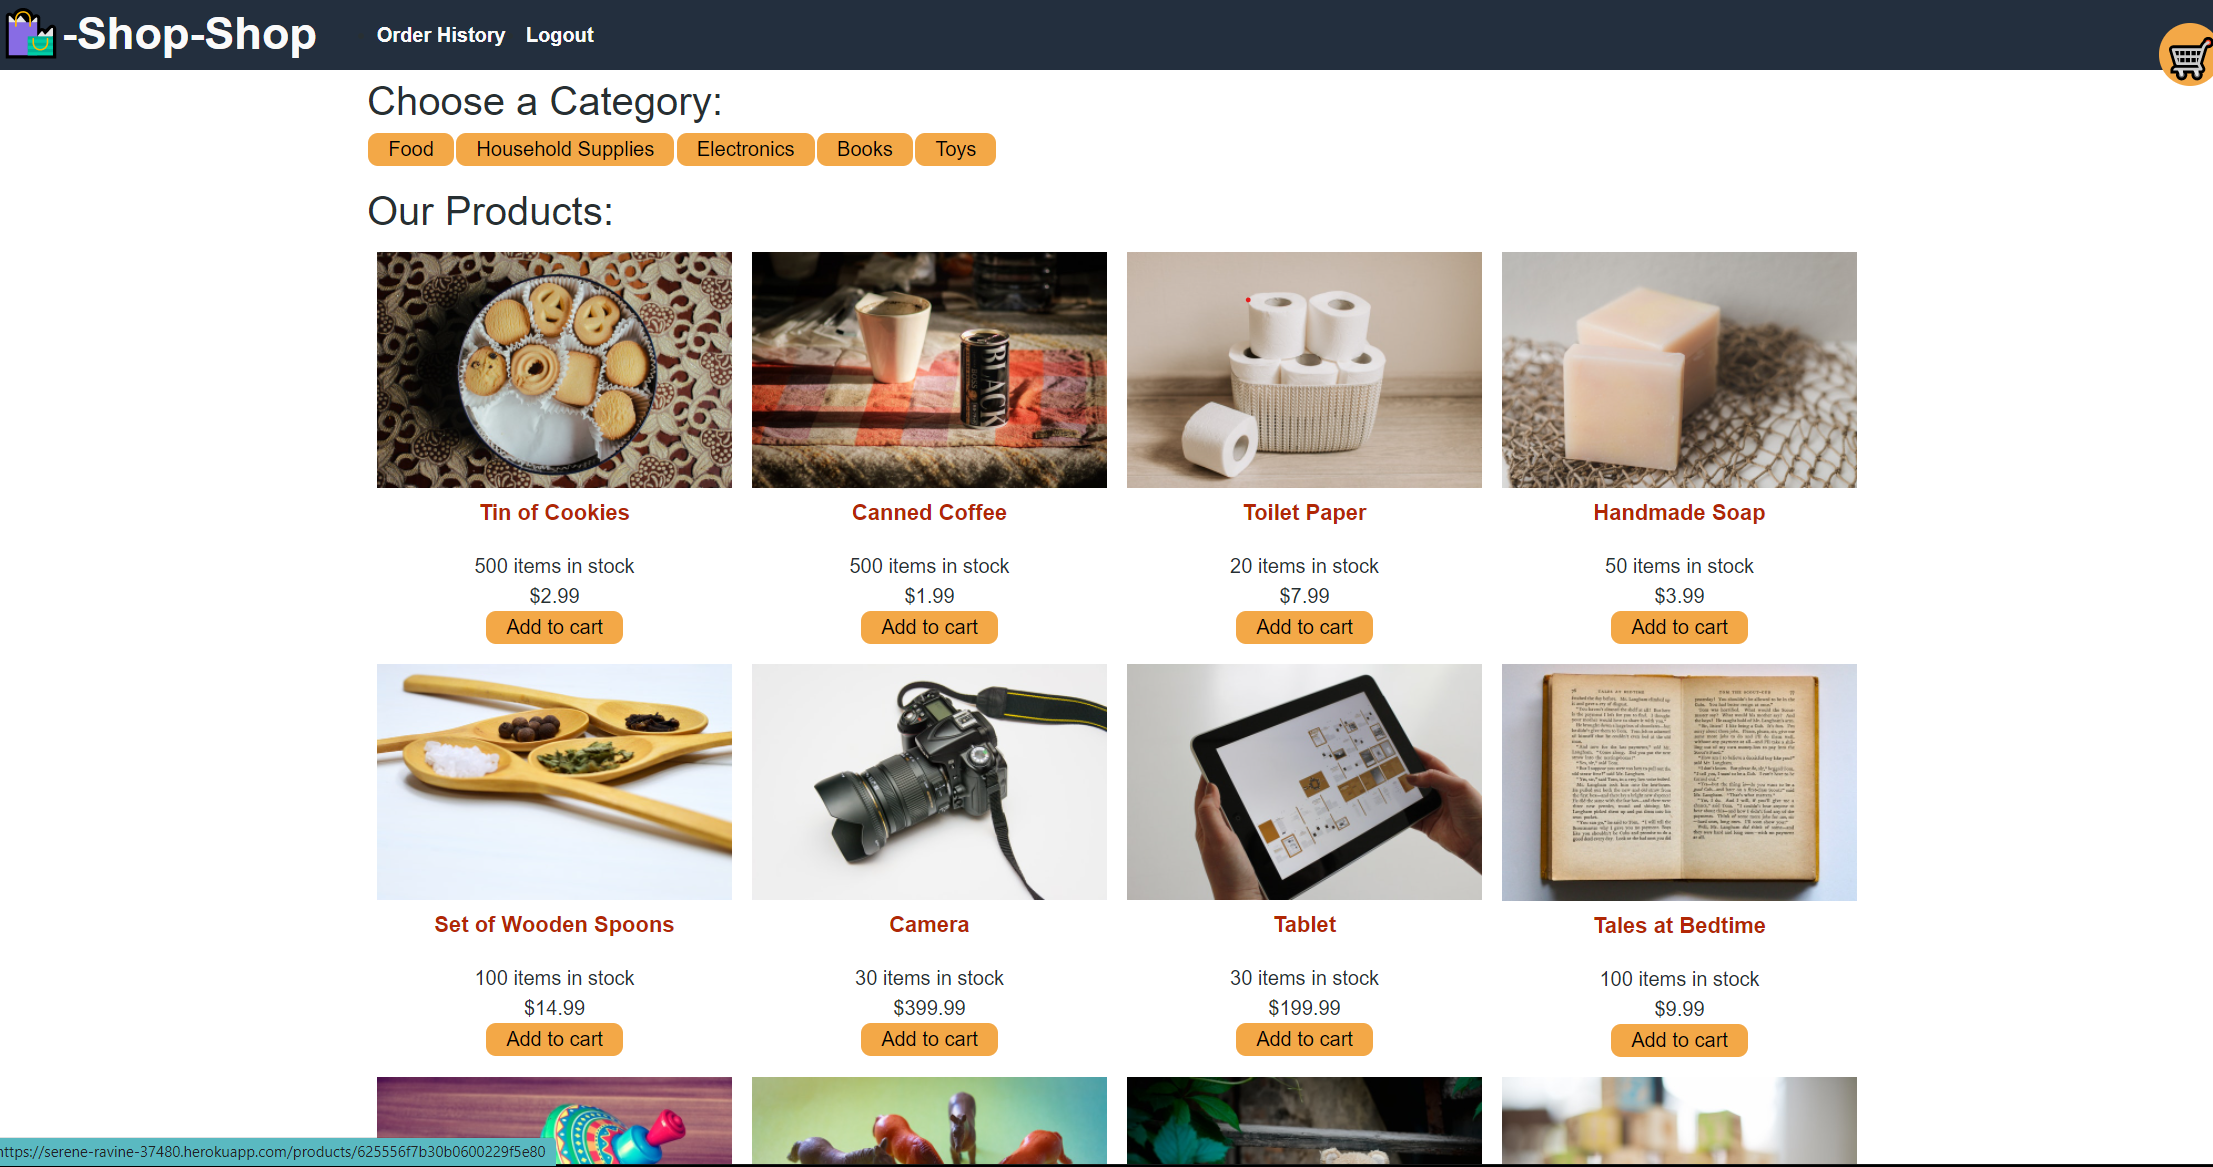 -Shop-Shop
Order History Logout
Choose a Category:
Food Household Supplies Electronics Books Toys
Our Products:
BLACK
Tin of Cookies Canned Coffee Toilet Paper Handmade Soap
500 items in stock 500 items in stock 20 items in stock 50 items in stock
$2.99 $1.99 $7.99 $3.99
Add to cart Add to cart Add to cart Add to cart
TALES AT BEDTIME
Set of Wooden Spoons Camera Tablet Tales at Bedtime
100 items in stock 30 items in stock 30 items in stock 100 items in stock
$14.99 $399.99 $199.99 $9.99
Add to cart Add to cart Add to cart Add to cart
https://serene-ravine-37480.herokuapp.com/products/625556f7b30b0600229f5e80